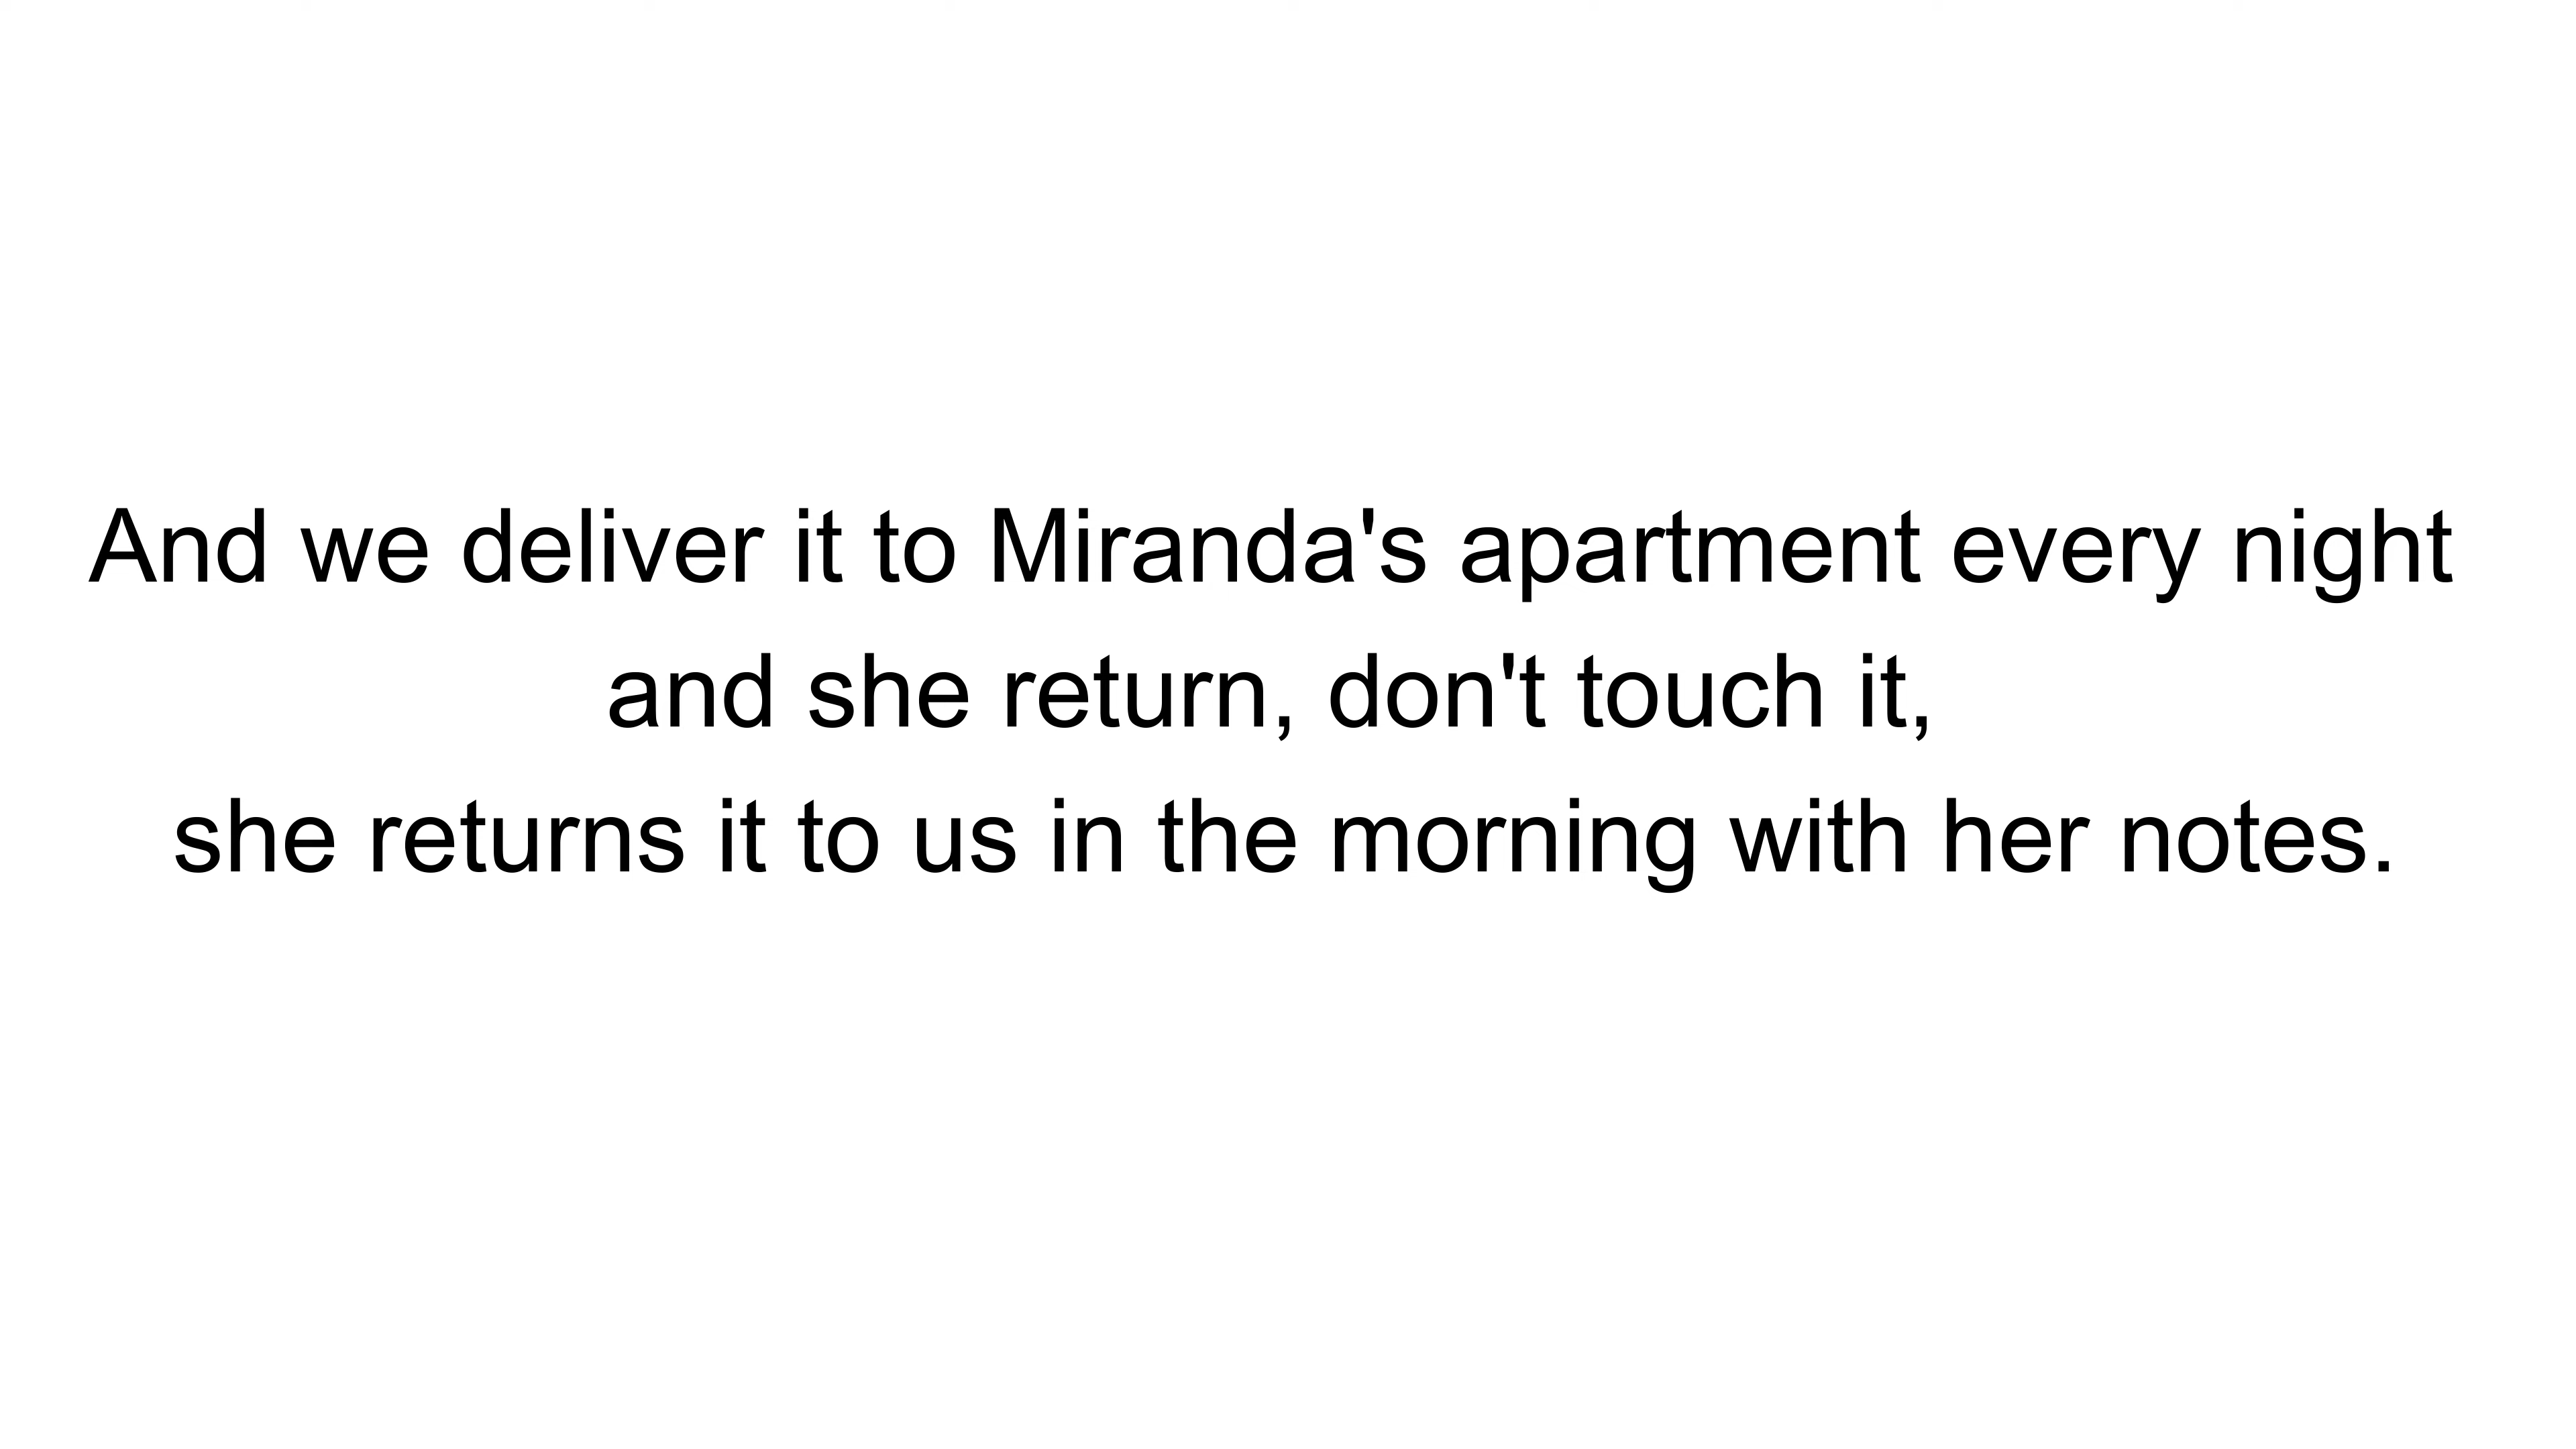 And we deliver it to Miranda's apartment every night
and she return, don't touch it,
she returns it to us in the morning with her notes.